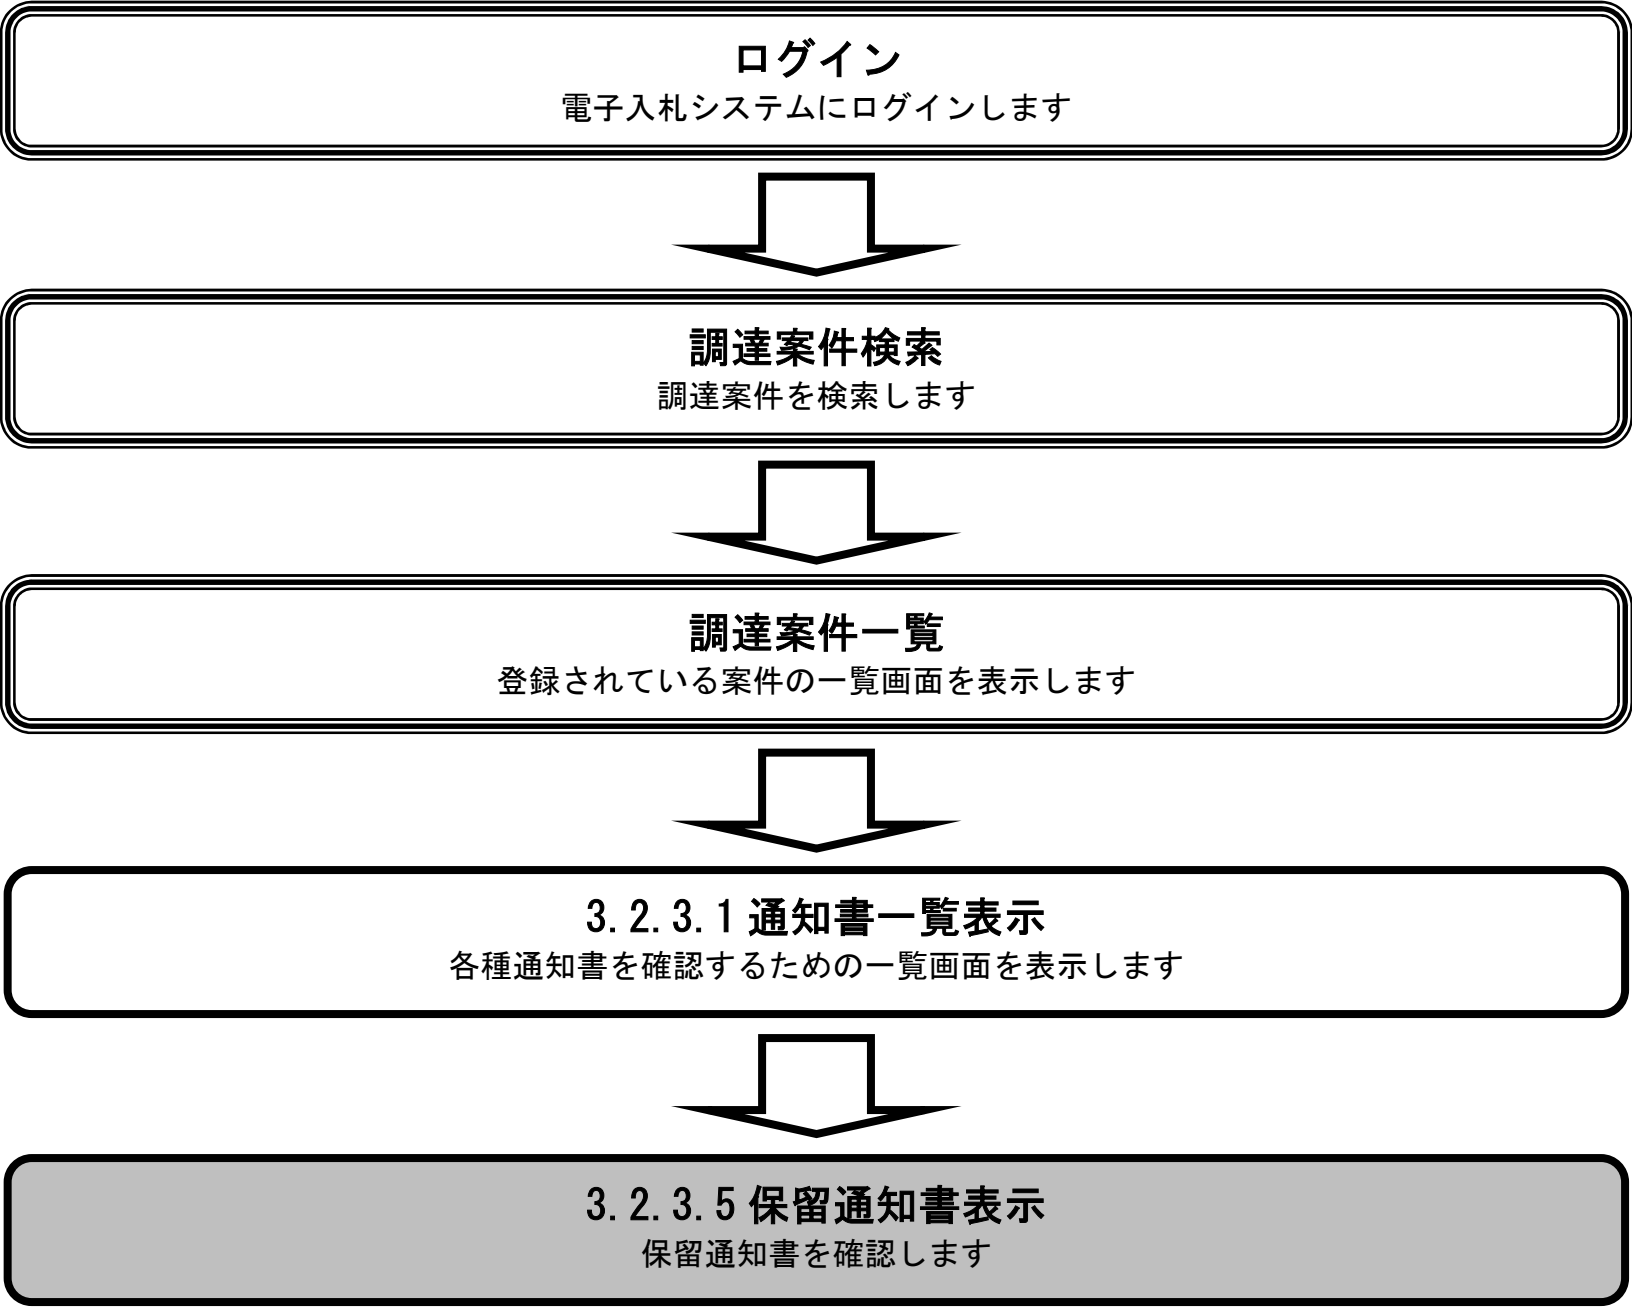 ログイン
電子入札システムにログインします
調達案件検索
調達案件を検索します
調達案件一覧
登録されている案件の一覧画面を表示します
3.2.3.1 通知書一覧表示
各種通知書を確認するための一覧画面を表示します
3.2.3.5 保留通知書表示
保留通知書を確認します